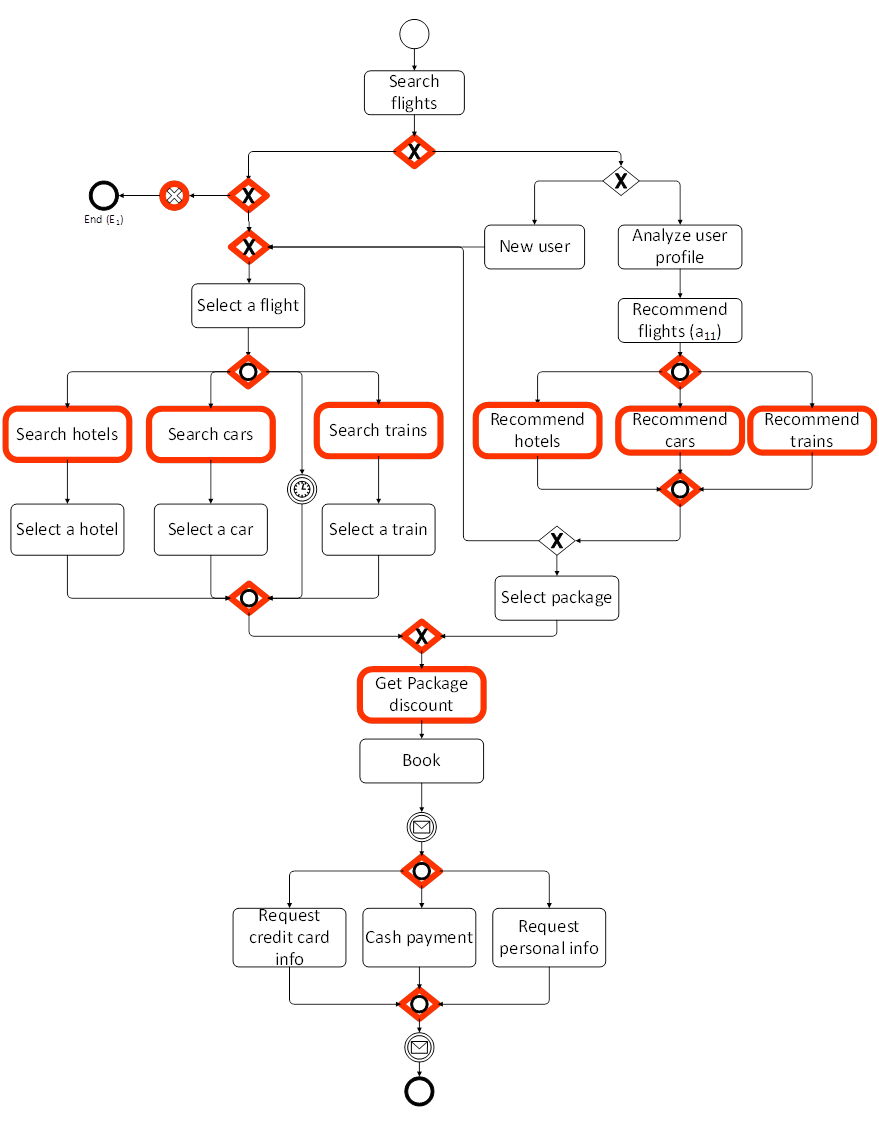 Search
flights
X
X
X
End (E1)
X
New user
Analyze user
profile
Select a flight
Recommend
flights (a11)
Search hotels
Search cars
Search trains
Recommend
hotels
Recommend
cars
Recommend
trains
Select a hotel
Select a car
Select a train
X
Select package
X
Get Package
discount
Book
Request
credit card
info
Cash payment
Request
personal info